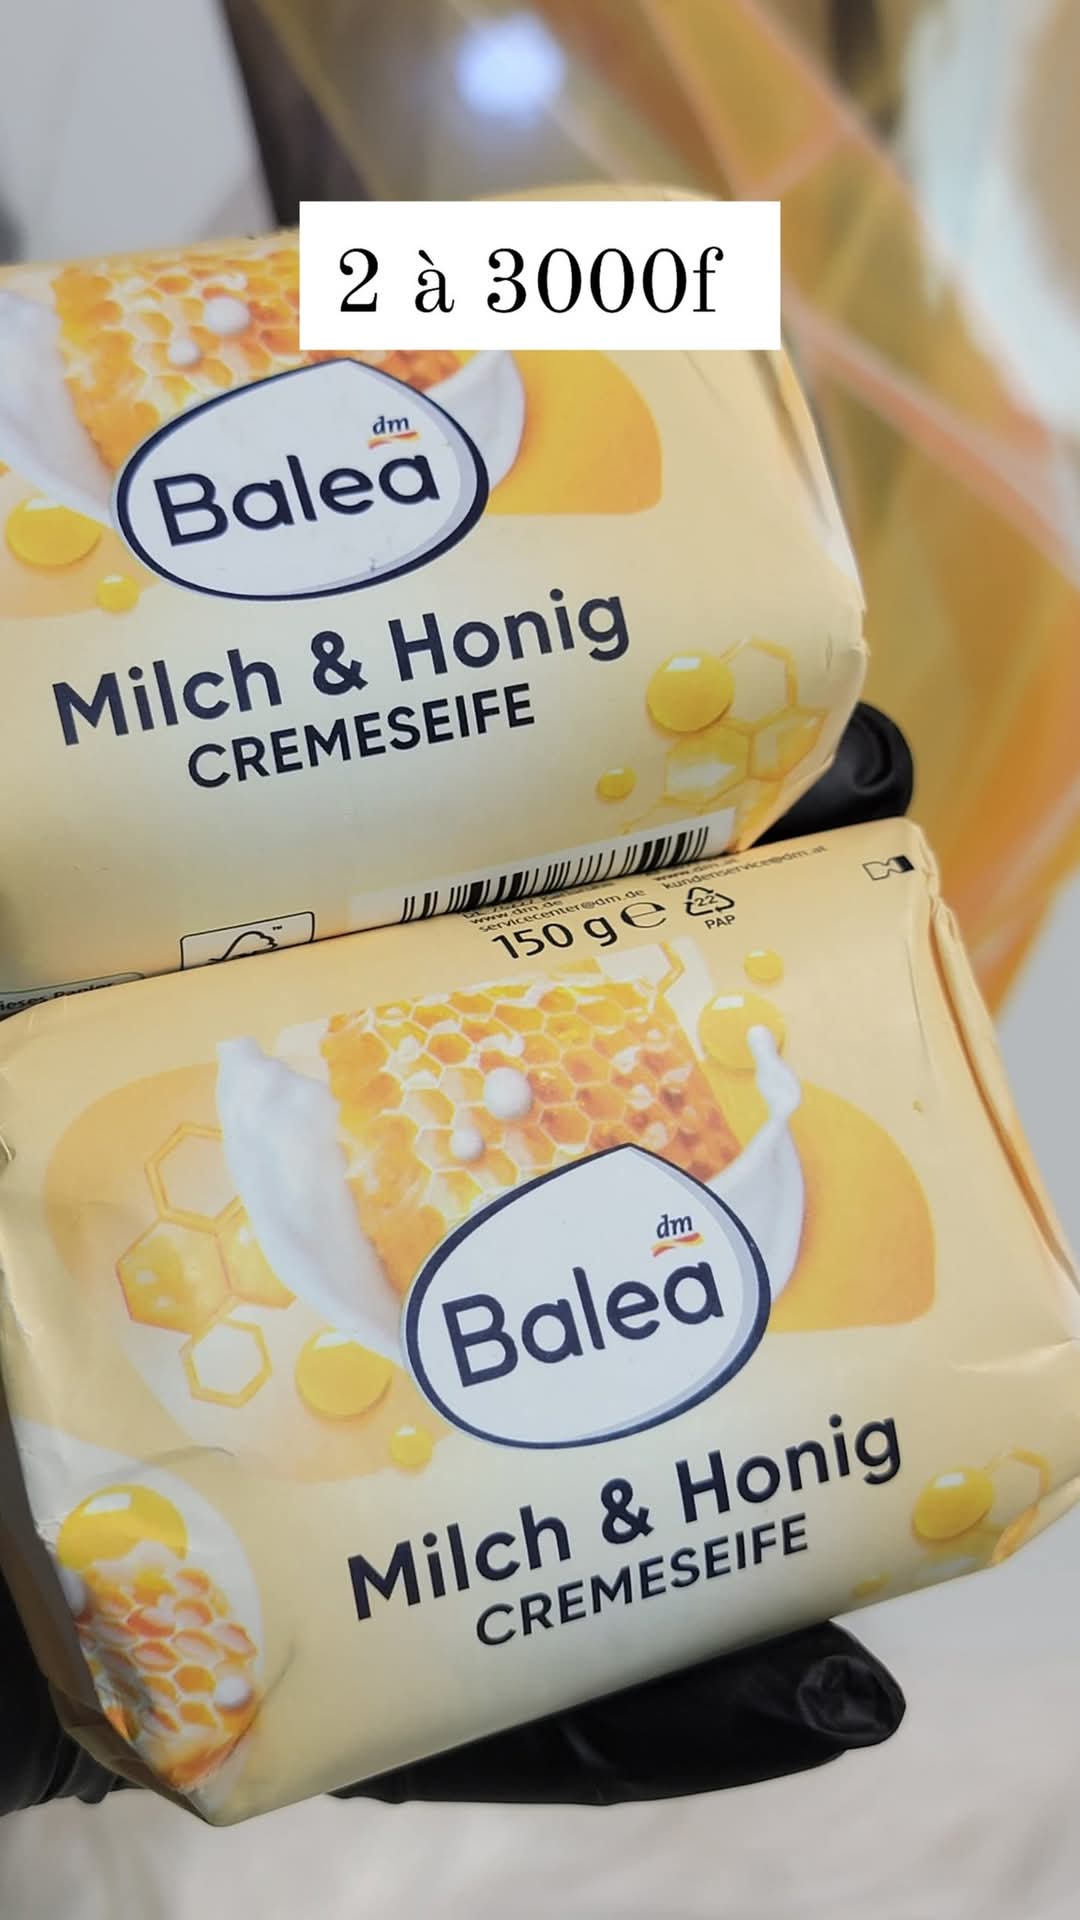 2 à 3000f
dm
Balea
Milch & Honig
CREMESEIFE
www.dm.de
servicecenter@dm.de
www.dm.at
kundenservice@dm.at
150 g e
22
PAP
dm
Balea
Milch & Honig
CREMESEIFE